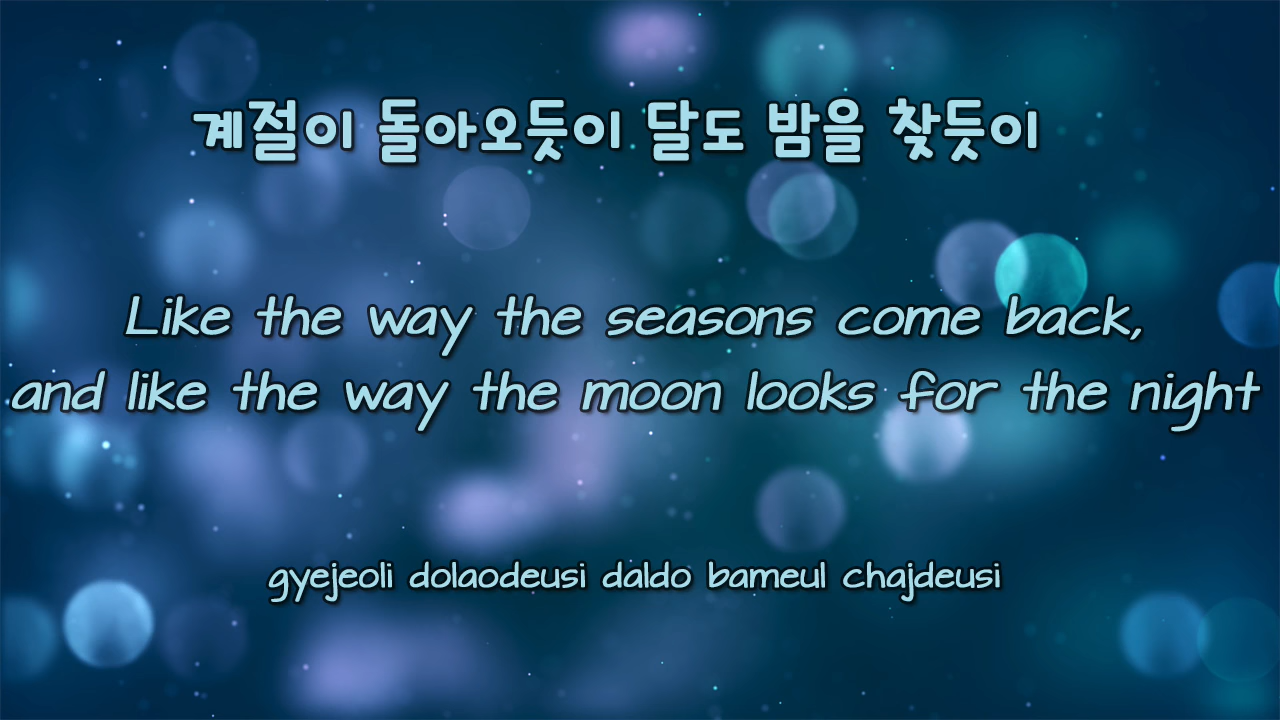 계절이 돌아오듯이 달도 밤을 찾듯이
Like the way the seasons come back,
and like the way the moon looks for the night
gyejeoli dolaodeusi daldo bameul chajdeusi